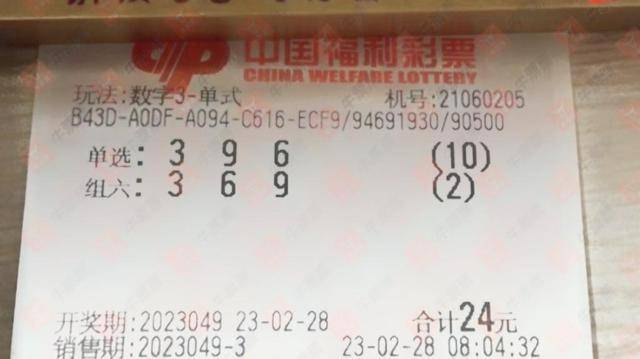 中国福利彩票
CHINA WELFARE LOTTERY
玩法:数字3-单式 机号:21060205
B43D-A0DF-A094-C616-ECF9/94691930/90500
单选: 3 9 6 (10)
组六: 3 6 9 (2)
开奖期:2023049 23-02-28 合计24元
销售期:2023049-3 23-02-28 08:04:32